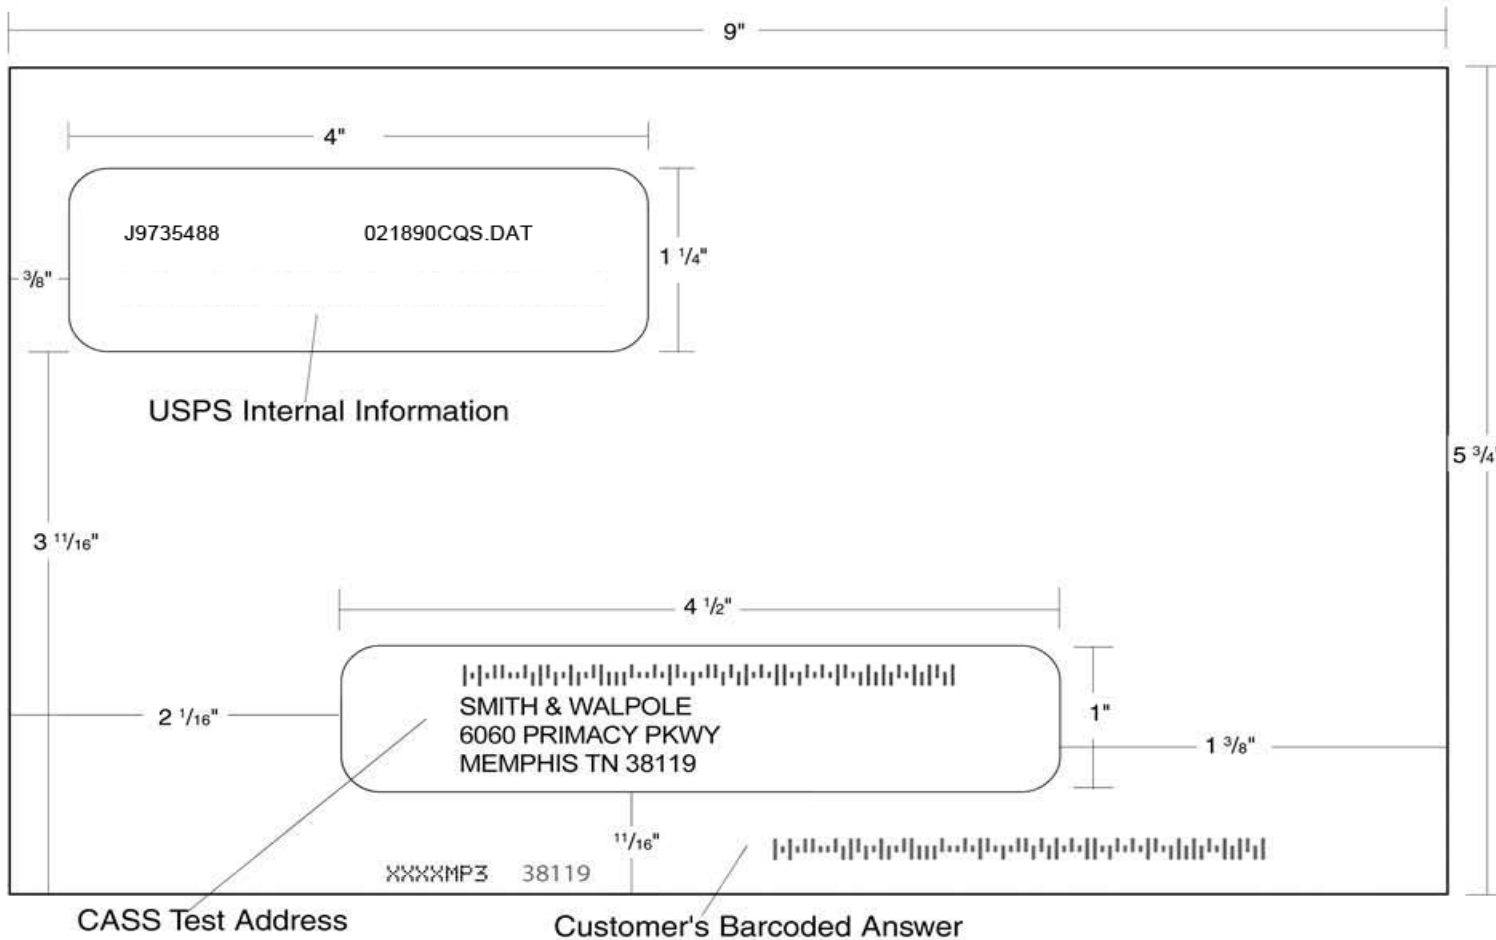 9"
4"
J9735488 021890CQS.DAT
1 1/4"
3/8"
USPS Internal Information
5 3/4"
3 11/16"
4 1/2"
SMITH & WALPOLE
6060 PRIMACY PKWY
MEMPHIS TN 38119
1"
2 1/16"
1 3/8"
11/16"
XXXXMP3 38119
CASS Test Address
Customer's Barcoded Answer